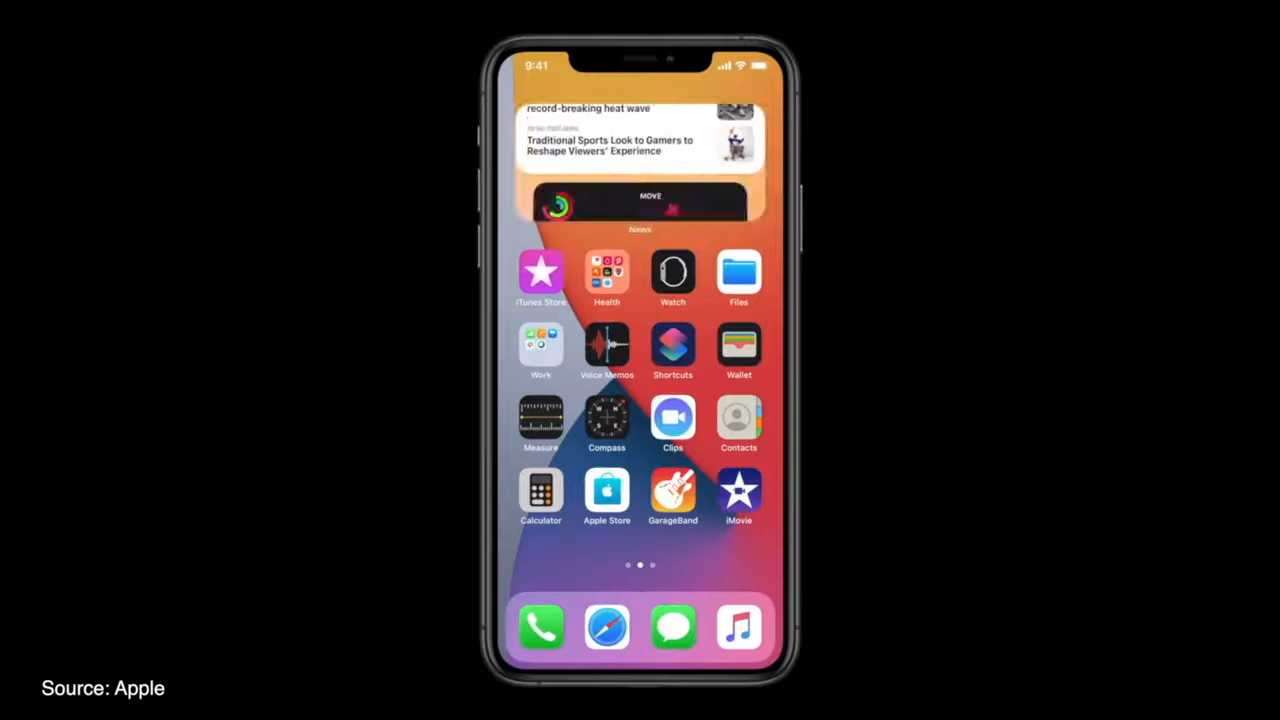 9:41
record-breaking heat wave
Traditional Sports Look to Gamers to
Reshape Viewers' Experience
MOVE
News
iTunes Store
Health
Watch
Files
Work
Voice Memos
Shortcuts
Wallet
W N
S E
Measure
Compass
Clips
Contacts
Calculator
Apple Store
GarageBand
iMovie
Source: Apple